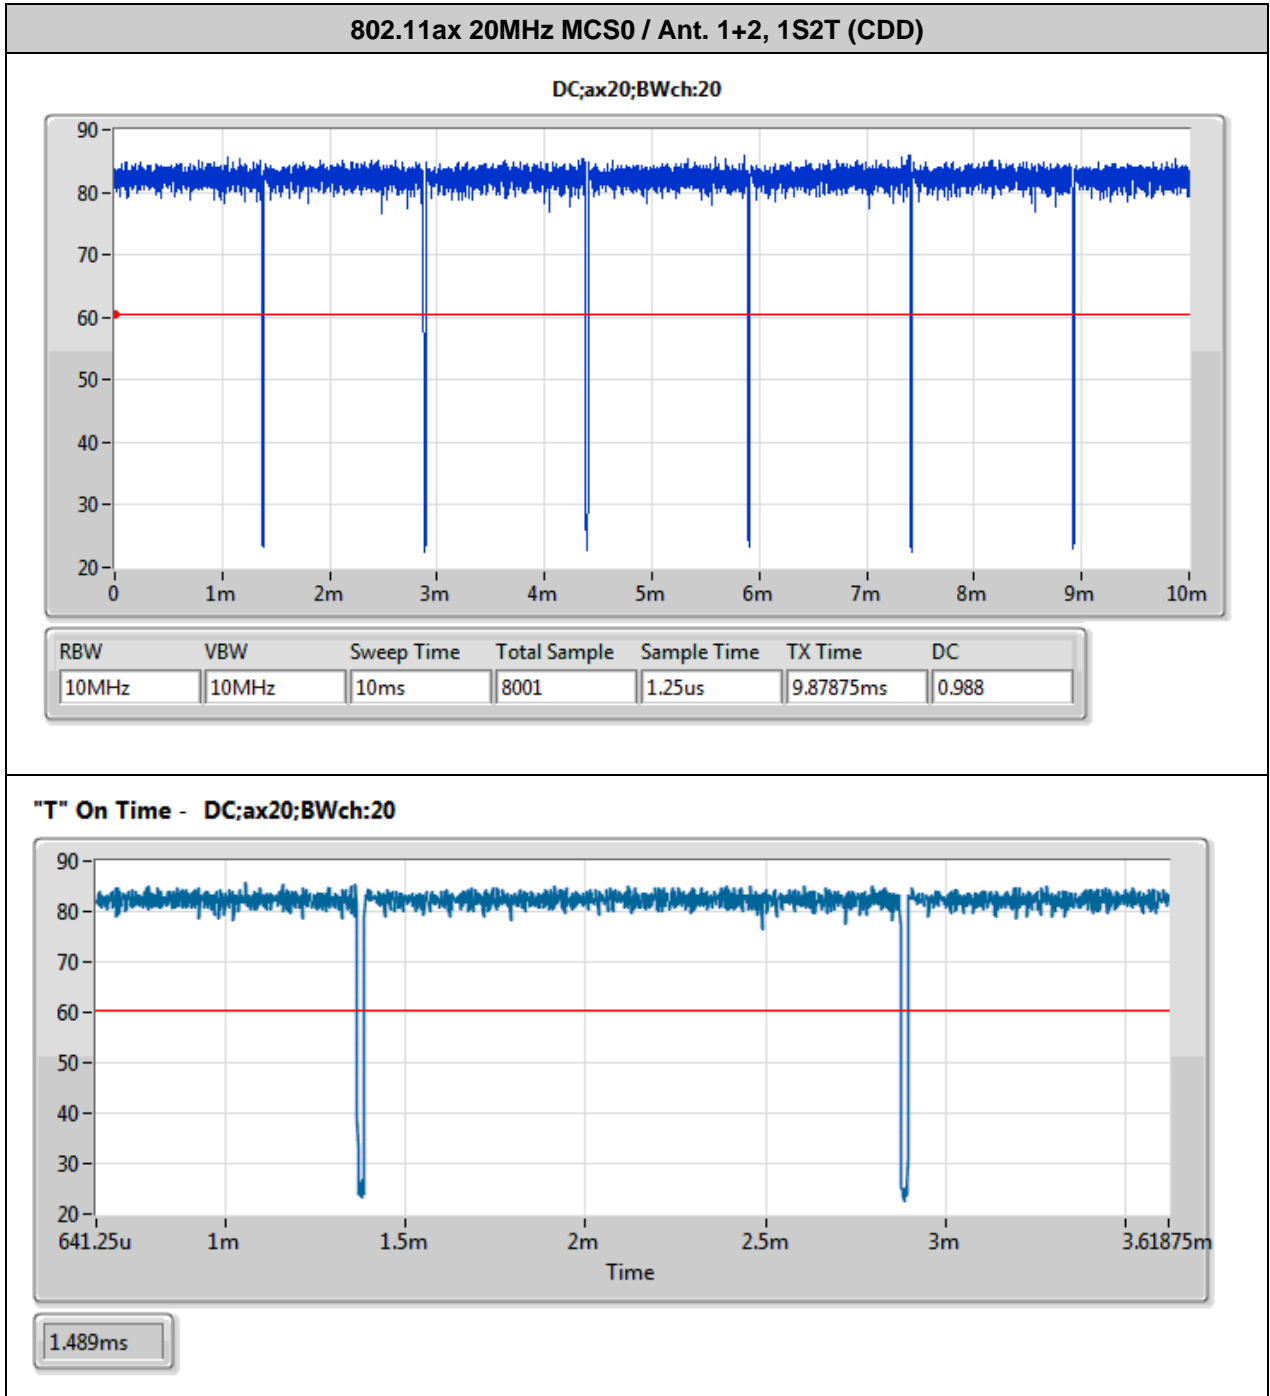 802.11ax 20MHz MCS0 / Ant. 1+2, 1S2T (CDD)
DC;ax20;BWch:20
90
80
70
60
50
40
30
20
0 1m 2m 3m 4m 5m 6m 7m 8m 9m 10m
RBW VBW Sweep Time Total Sample Sample Time TX Time DC
10MHz 10MHz 10ms 8001 1.25us 9.87875ms 0.988
"T" On Time - DC;ax20;BWch:20
90
80
70
60
50
40
30
20
641.25u 1m 1.5m 2m 2.5m 3m 3.61875m
Time
1.489ms